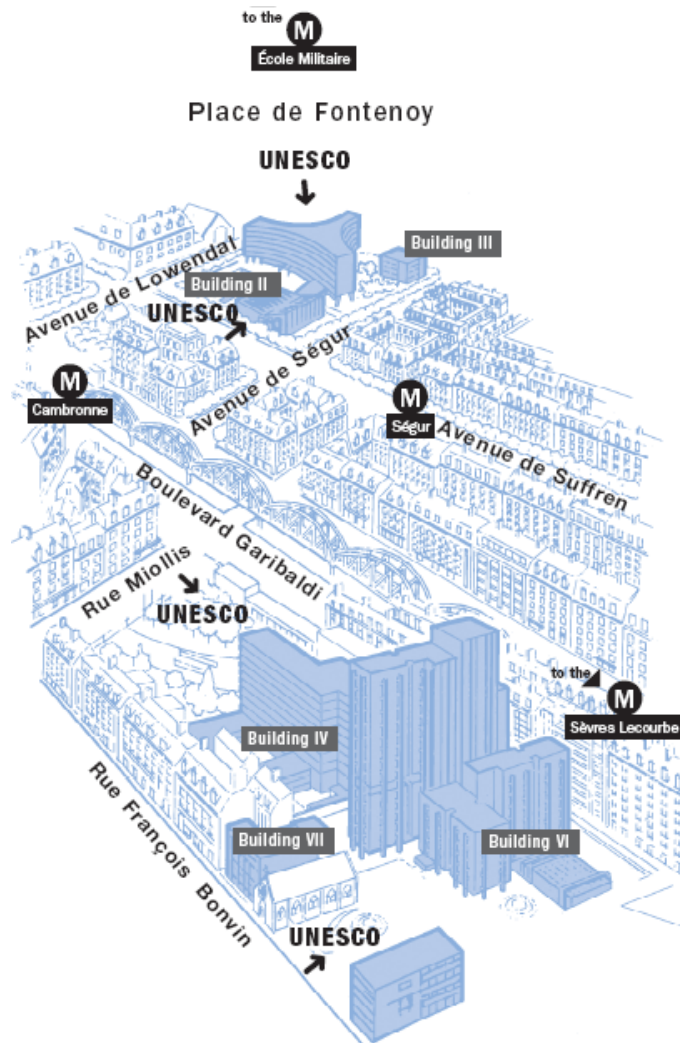 to the
M
École Militaire
Place de Fontenoy
UNESCO
Building III
Avenue de Lowendal
Building II
UNESCO
Avenue de Ségur
M
Cambronne
M
Ségur
Avenue de Suffren
Boulevard Garibaldi
Rue Miollis
UNESCO
to the
M
Sèvres Lecourbe
Building IV
Rue François Bonvin
Building VII
Building VI
UNESCO